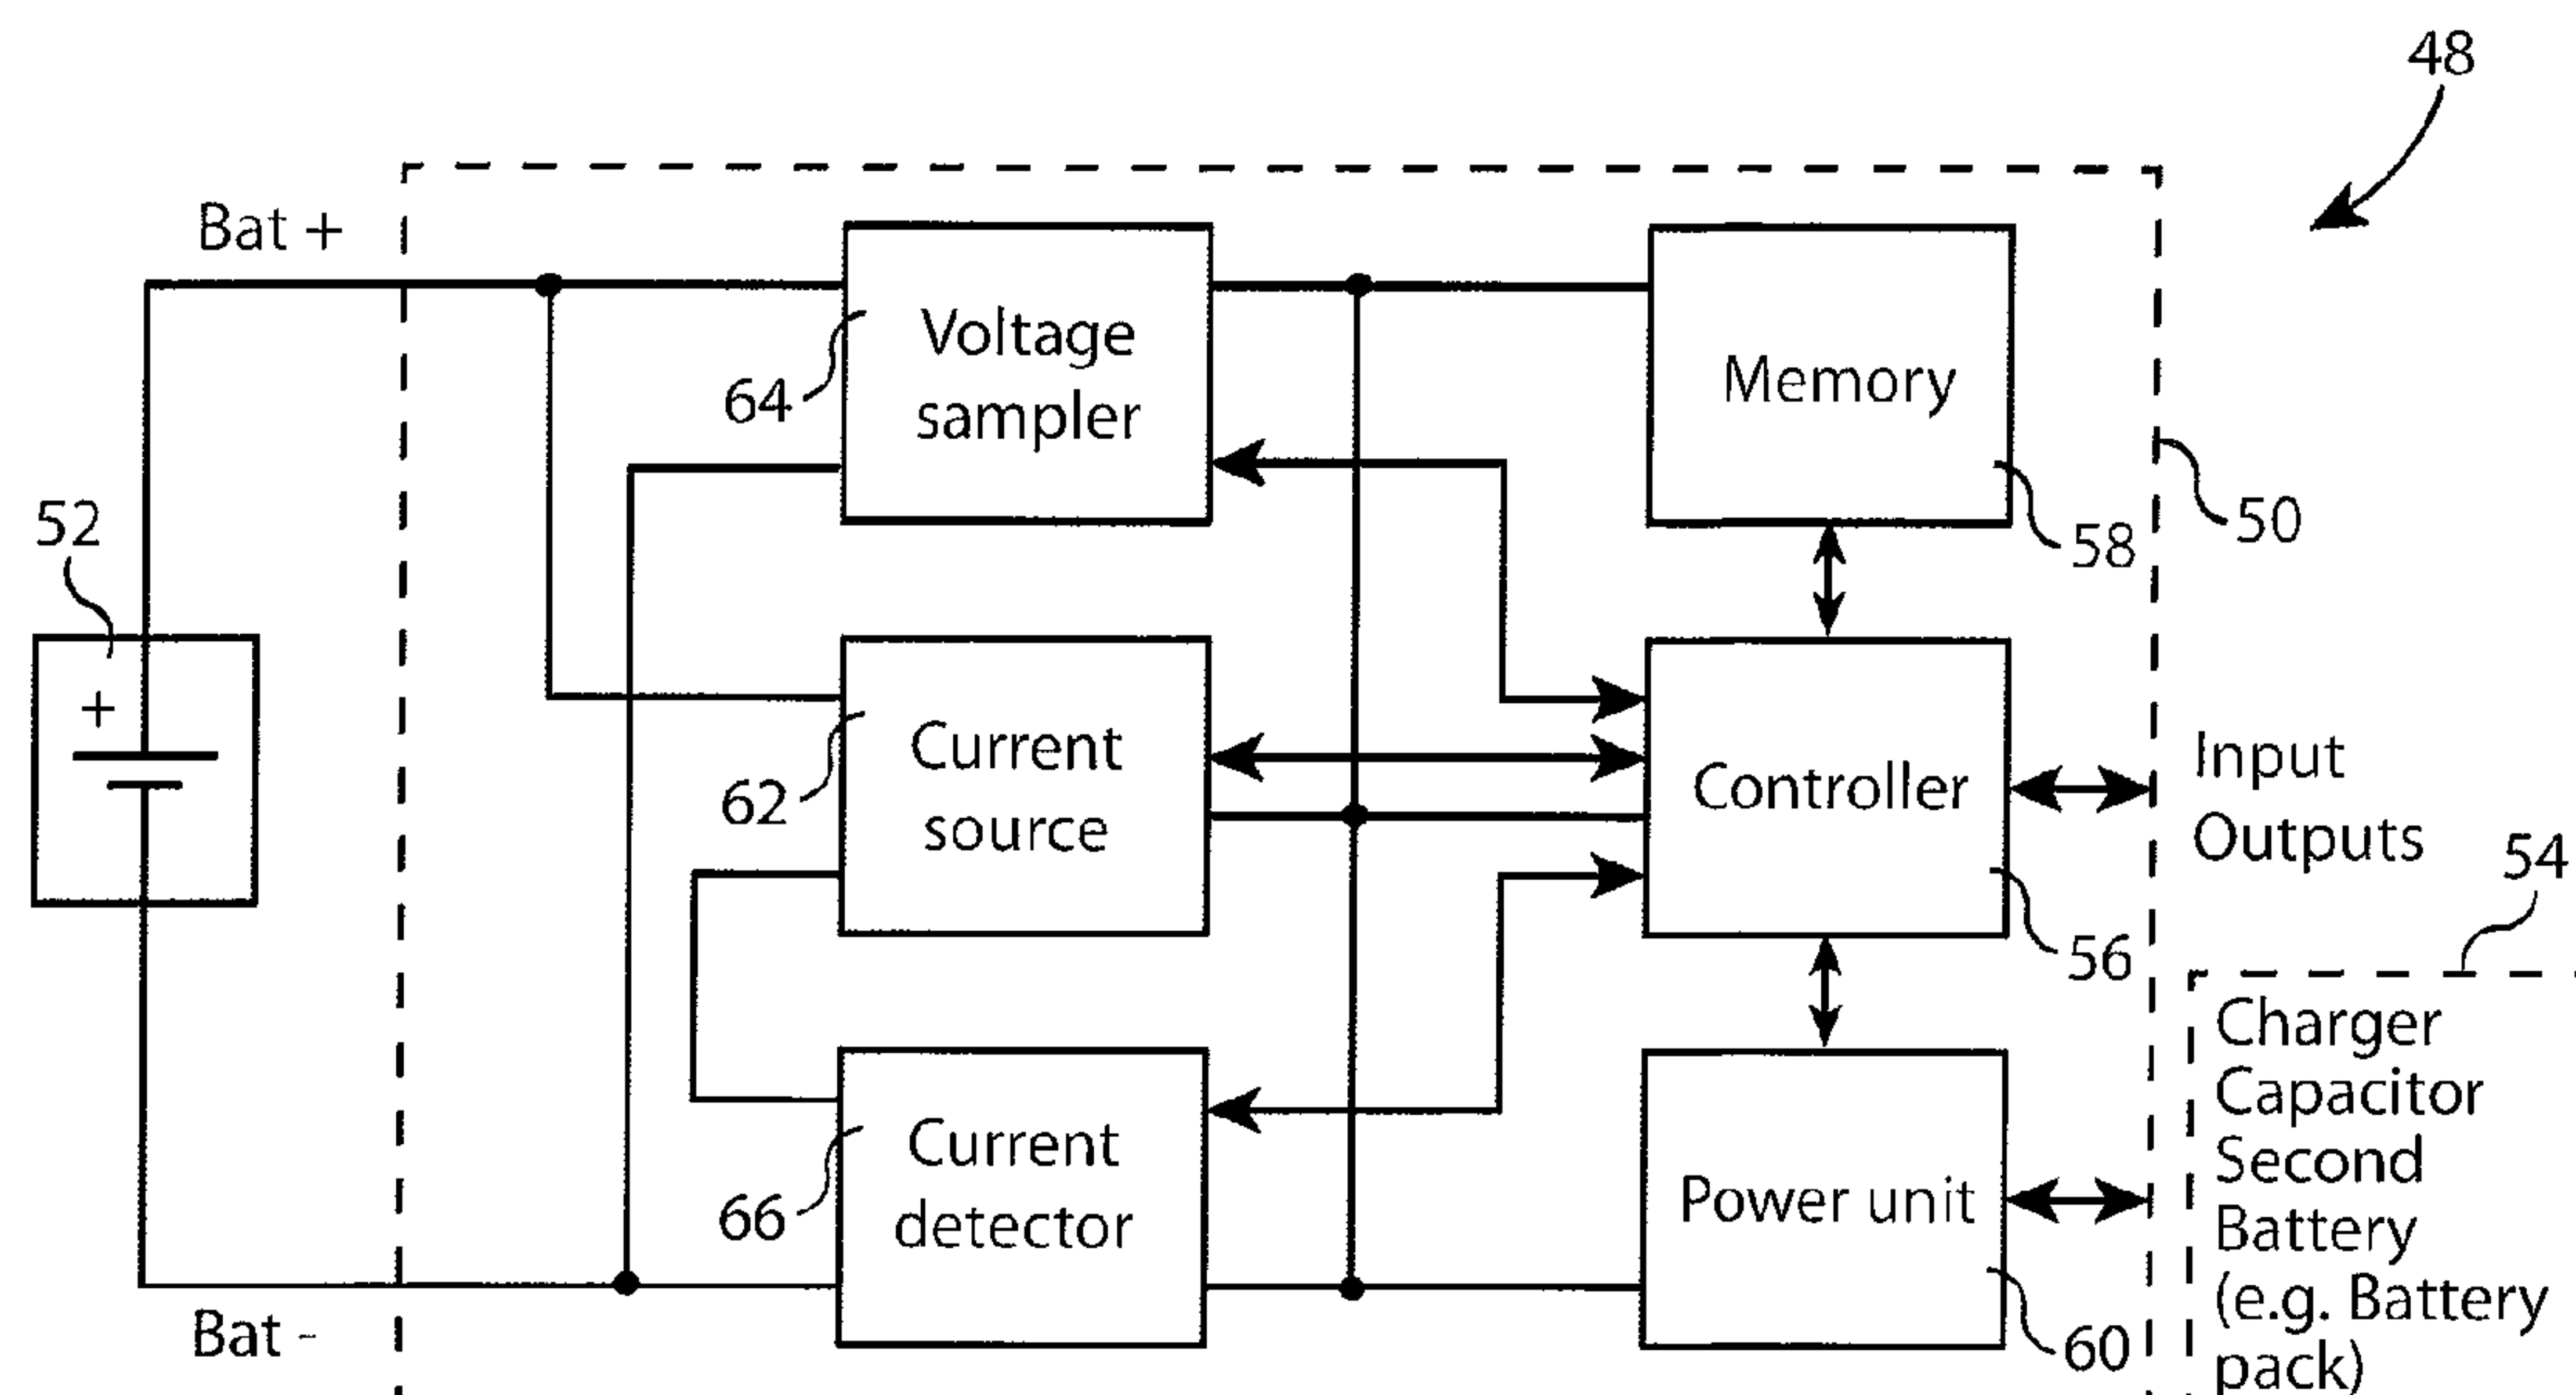 48
Bat +
Voltage
sampler
64
Memory
58
50
52
+
Current
source
62
Controller
56
Input
Outputs
54
Current
detector
66
Power unit
60
Charger
Capacitor
Second
Battery
(e.g. Battery
pack)
Bat -